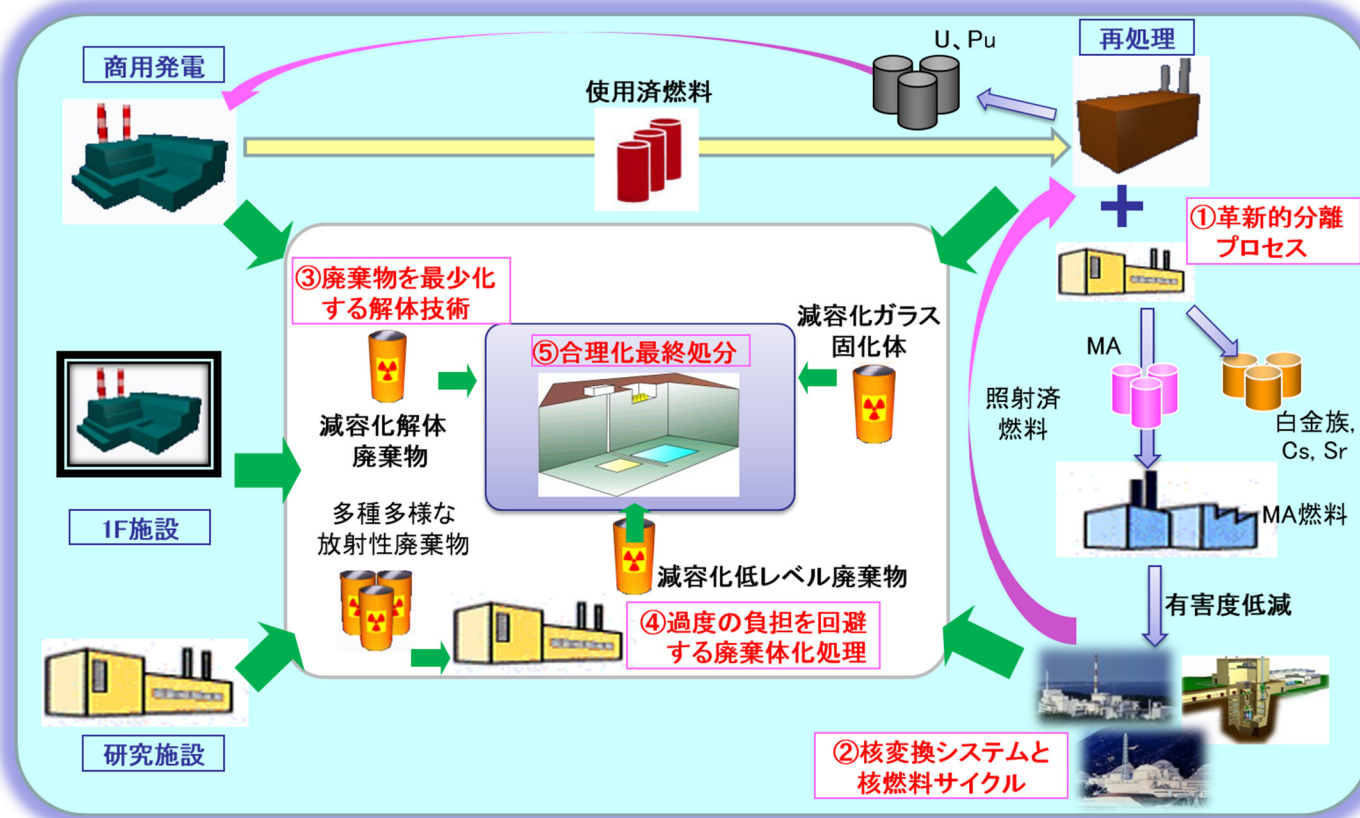 商用発電
使用済燃料
U、Pu
再処理
①革新的分離
プロセス
③廃棄物を最少化
する解体技術
減容化ガラス
固化体
⑤合理化最終処分
MA
照射済
燃料
白金族,
Cs, Sr
減容化解体
廃棄物
1F施設
多種多様な
放射性廃棄物
MA燃料
減容化低レベル廃棄物
有害度低減
④過度の負担を回避
する廃棄体化処理
研究施設
②核変換システムと
核燃料サイクル